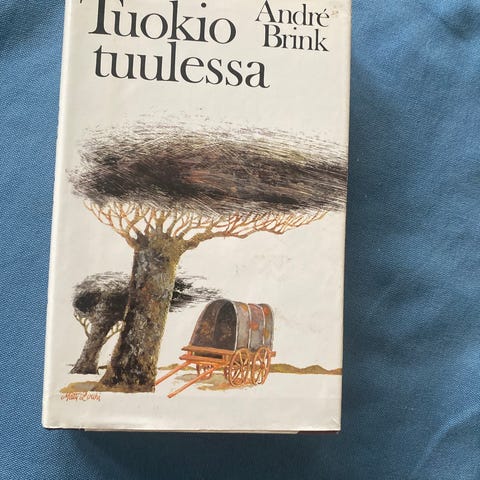 Tuokio
tuulessa
André
Brink